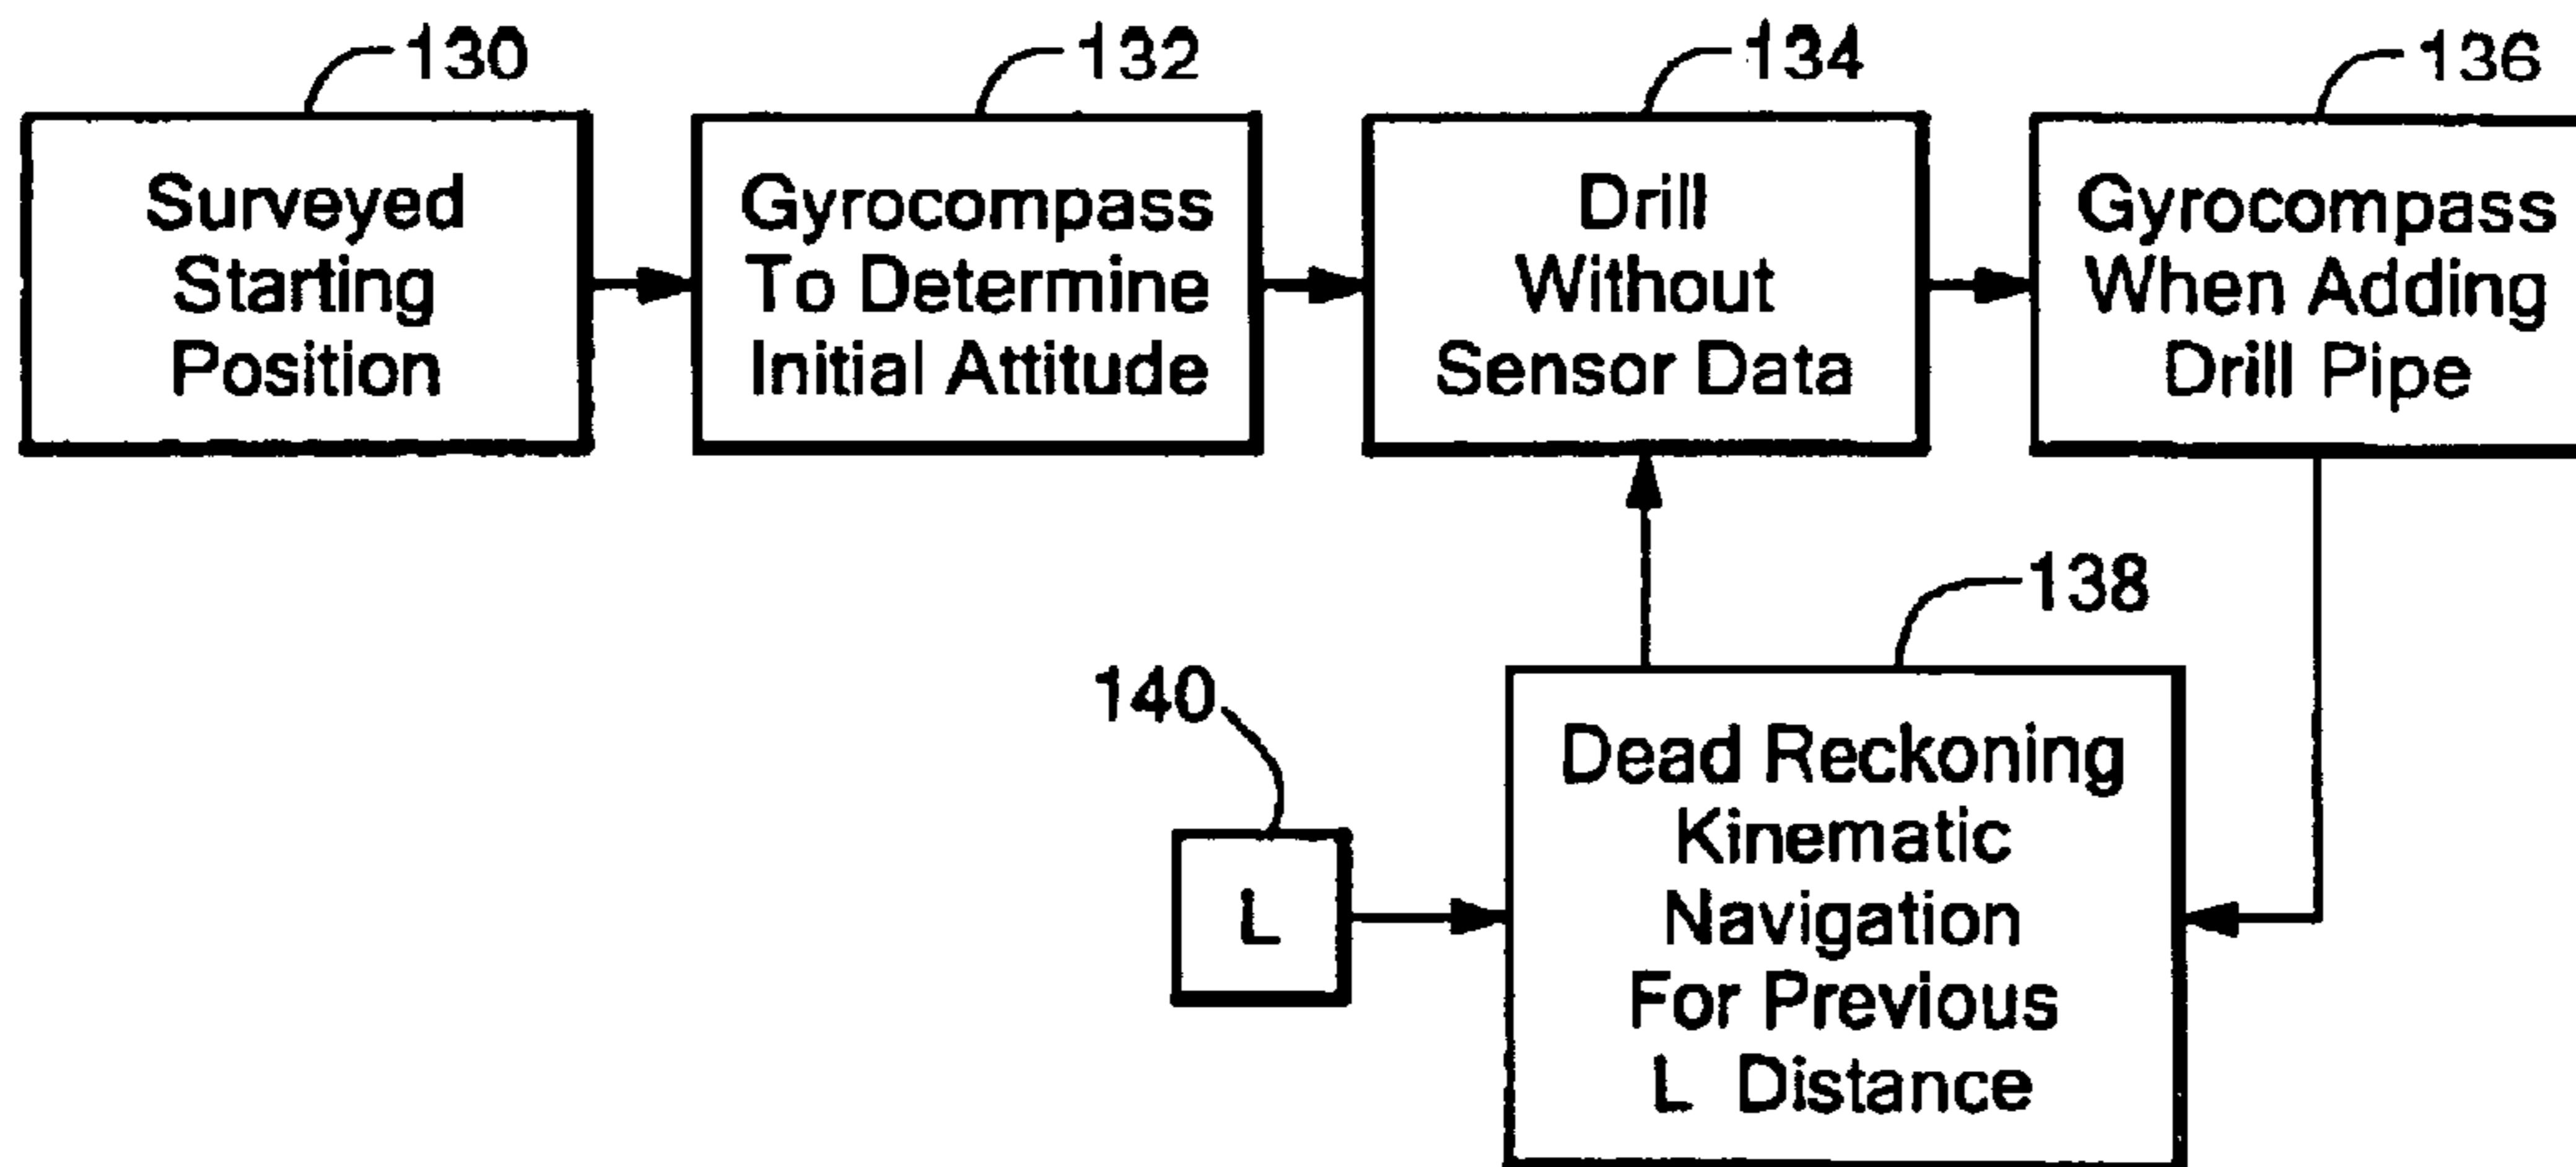 130
132
134
136
Surveyed
Starting
Position
Gyrocompass
To Determine
Initial Attitude
Drill
Without
Sensor Data
Gyrocompass
When Adding
Drill Pipe
138
140
L
Dead Reckoning
Kinematic
Navigation
For Previous
L Distance